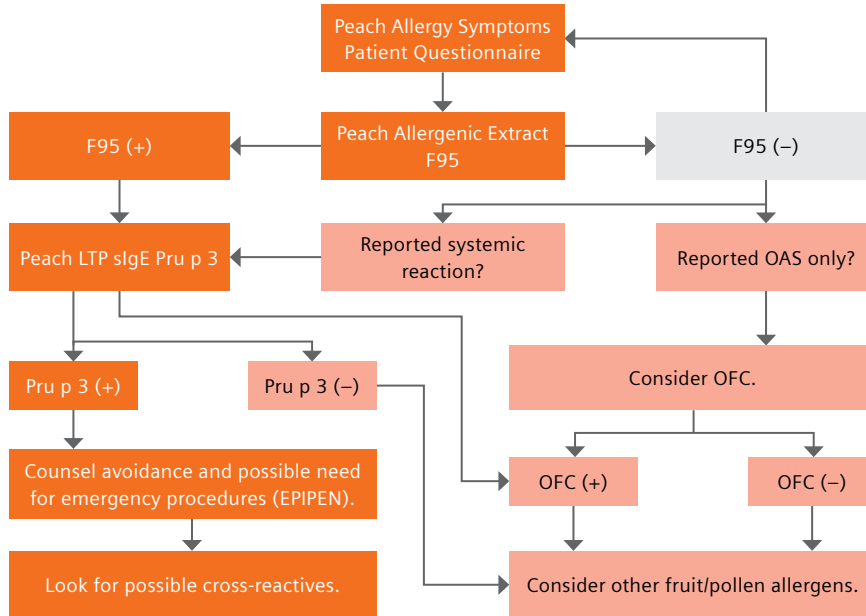 Peach Allergy Symptoms
Patient Questionnaire
F95 (+)
Peach Allergenic Extract
F95
F95 (–)
Peach LTP sIgE Pru p 3
Reported systemic
reaction?
Reported OAS only?
Pru p 3 (+)
Pru p 3 (–)
Consider OFC.
Counsel avoidance and possible need
for emergency procedures (EPIPEN).
OFC (+)
OFC (–)
Look for possible cross-reactives.
Consider other fruit/pollen allergens.